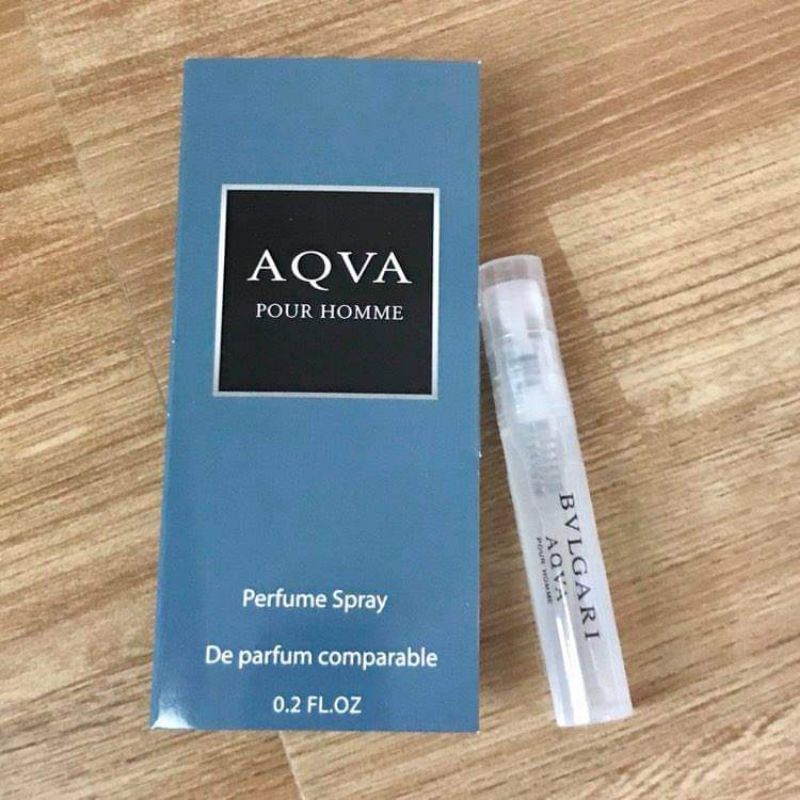 AQVA
POUR HOMME
Perfume Spray
De parfum comparable
0.2 FL.OZ
BVLGARI
AQVA
POUR HOMME